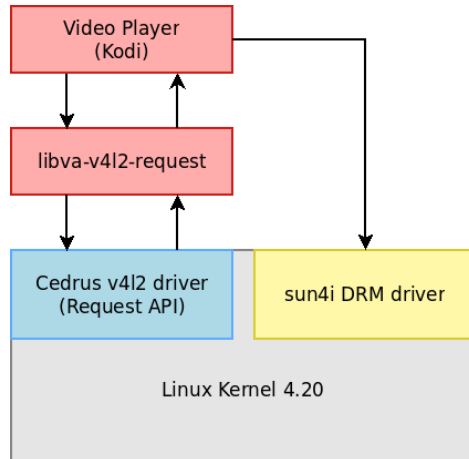 Video Player
(Kodi)
libva-v4l2-request
Cedrus v4l2 driver
(Request API)
sun4i DRM driver
Linux Kernel 4.20